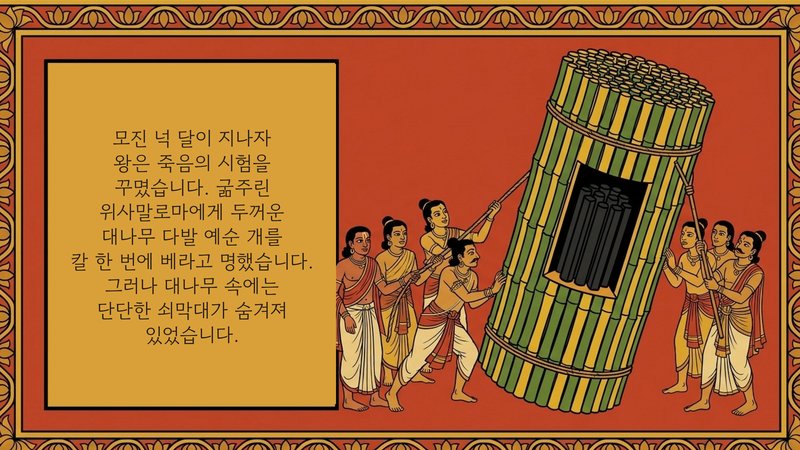 모진 넉 달이 지나자
왕은 죽음의 시험을
꾸몄습니다. 굶주린
위사말로마에게 두꺼운
대나무 다발 예순 개를
칼 한 번에 베라고 명했습니다.
그러나 대나무 속에는
단단한 쇠막대가 숨겨져
있었습니다.